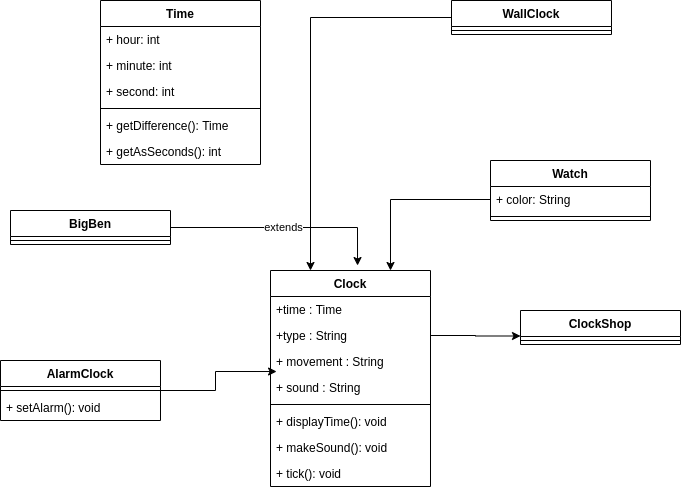 Time
+ hour: int
+ minute: int
+ second: int
+ getDifference(): Time
+ getAsSeconds(): int
WallClock
Watch
+ color: String
BigBen
extends
Clock
+time : Time
+type : String
+ movement : String
+ sound : String
+ displayTime(): void
+ makeSound(): void
+ tick(): void
ClockShop
AlarmClock
+ setAlarm(): void